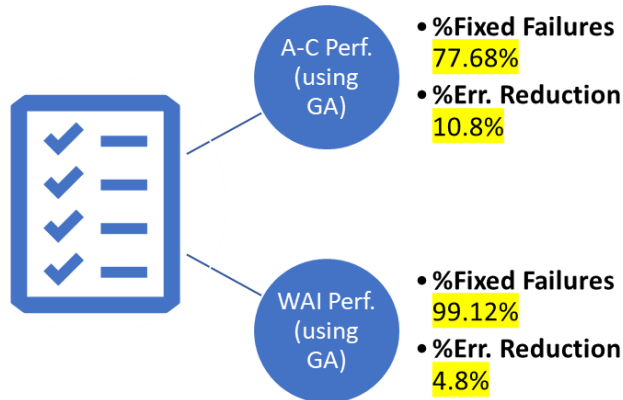 A-C Perf.
(using
GA)
• %Fixed Failures
77.68%
• %Err. Reduction
10.8%
WAI Perf.
(using
GA)
• %Fixed Failures
99.12%
• %Err. Reduction
4.8%